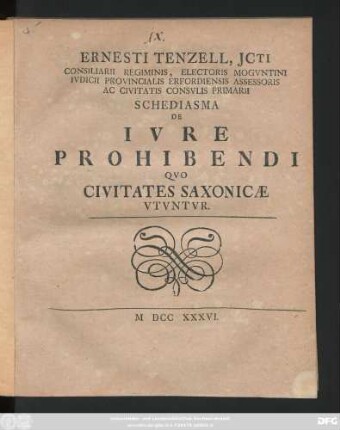 IX.
ERNESTI TENZELL, JCTI
CONSILIARII REGIMINIS, ELECTORIS MOGVNTINI
IVDICII PROVINCIALIS ERFORDIENSIS ASSESSORIS
AC CIVITATIS CONSVLIS PRIMARII
SCHEDIASMA
DE
IVRE
PROHIBENDI
QVO
CIVITATES SAXONICÆ
VTVNTVR.
M DCC XXXVI.
DFG